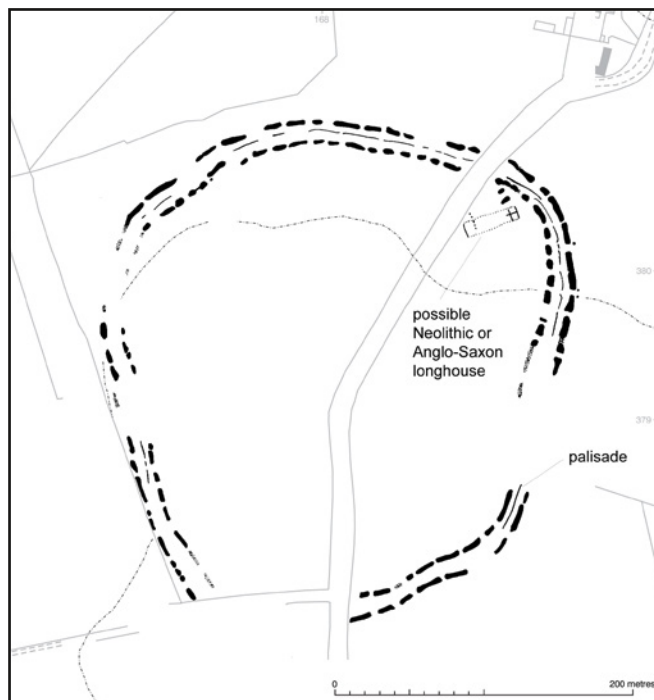 168
380
possible
Neolithic or
Anglo-Saxon
longhouse
379
palisade
0 200 metres